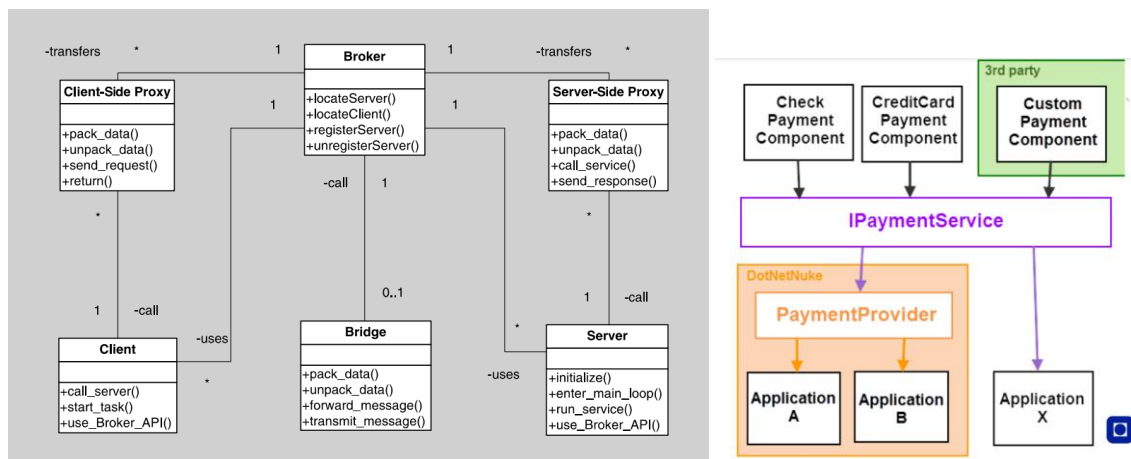 -transfers
*
1
Broker
+locateServer()
+locateClient()
+registerServer()
+unregisterServer()
1
-transfers
*
Client-Side Proxy
+pack_data()
+unpack_data()
+send_request()
+return()
1
1
Server-Side Proxy
+pack_data()
+unpack_data()
+call_service()
+send_response()
-call
1
*
*
0..1
1
-call
1
-call
-uses
*
*
-uses
Client
+call_server()
+start_task()
+use_Broker_API()
Bridge
+pack_data()
+unpack_data()
+forward_message()
+transmit_message()
Server
+initialize()
+enter_main_loop()
+run_service()
+use_Broker_API()
3rd party
Check
Payment
Component
CreditCard
Payment
Component
Custom
Payment
Component
IPaymentService
DotNetNuke
PaymentProvider
Application
A
Application
B
Application
X